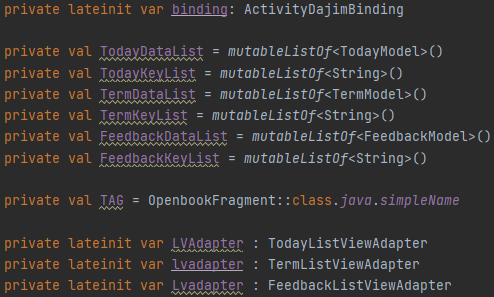 private lateinit var binding: ActivityDajimBinding
private val TodayDataList = mutableListOf<TodayModel>()
private val TodayKeyList = mutableListOf<String>()
private val TermDataList = mutableListOf<TermModel>()
private val TermKeyList = mutableListOf<String>()
private val FeedbackDataList = mutableListOf<FeedbackModel>()
private val FeedbackKeyList = mutableListOf<String>()
private val TAG = OpenbookFragment::class.java.simpleName
private lateinit var LVAdapter : TodayListViewAdapter
private lateinit var lvadapter : TermListViewAdapter
private lateinit var Lvadapter : FeedbackListViewAdapter